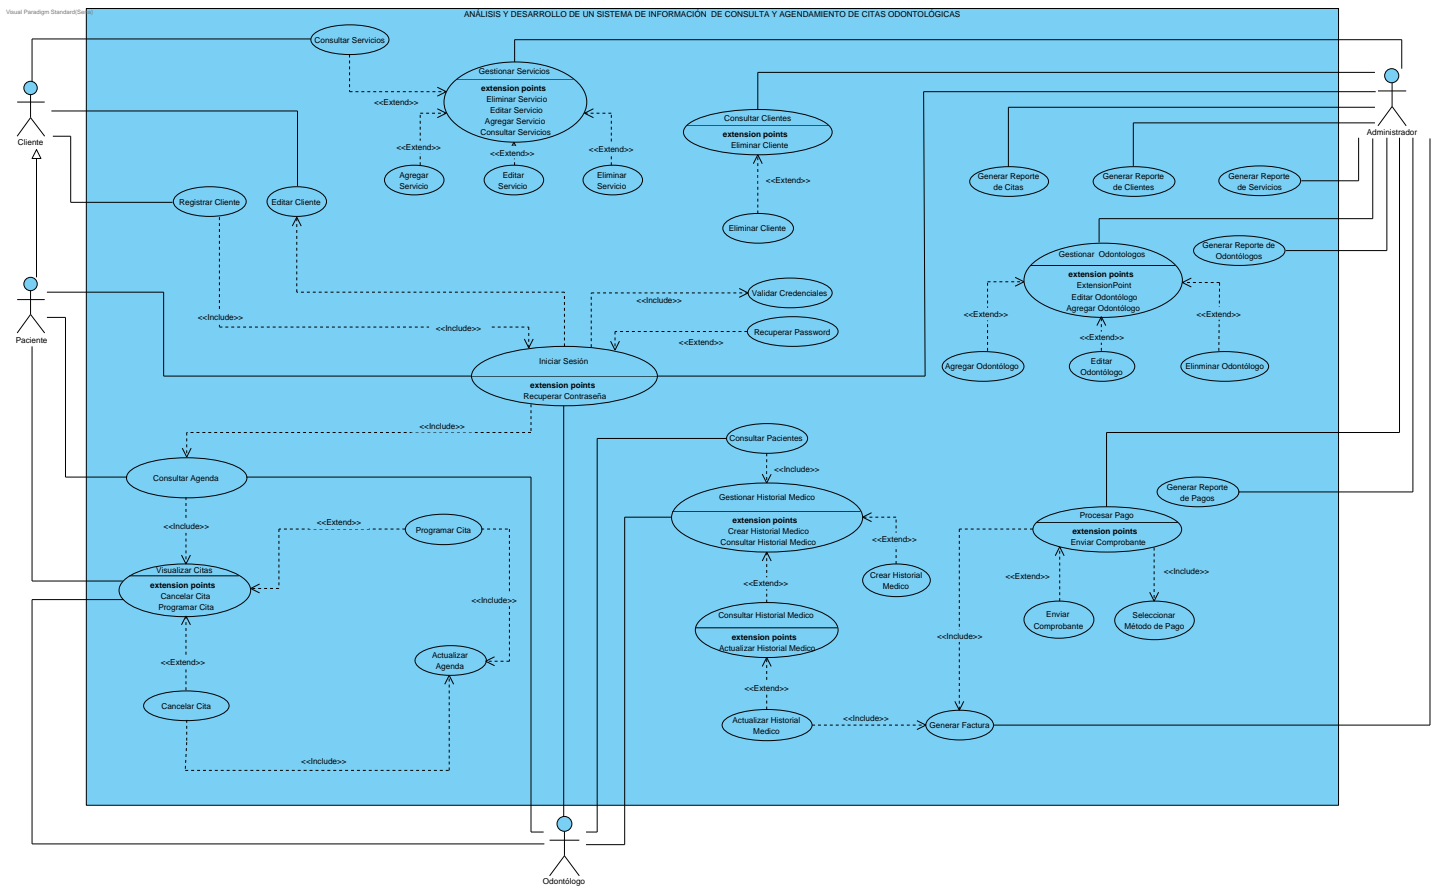 Visual Paradigm Standard(Sena)
ANÁLISIS Y DESARROLLO DE UN SISTEMA DE INFORMACIÓN DE CONSULTA Y AGENDAMIENTO DE CITAS ODONTOLÓGICAS
Consultar Servicios
Gestionar Servicios
extension points
Eliminar Servicio
Editar Servicio
Agregar Servicio
Consultar Servicios
<<Extend>>
<<Extend>>
<<Extend>>
<<Extend>>
Agregar
Servicio
Editar
Servicio
Eliminar
Servicio
Consultar Clientes
extension points
Eliminar Cliente
<<Extend>>
Eliminar Cliente
Cliente
Administrador
Generar Reporte
de Citas
Generar Reporte
de Clientes
Generar Reporte
de Servicios
Registrar Cliente
Editar Cliente
Generar Reporte de
Odontólogos
Gestionar Odontologos
extension points
ExtensionPoint
Editar Odontólogo
Agregar Odontólogo
<<Extend>>
<<Extend>>
<<Extend>>
Agregar Odontólogo
Editar
Odontólogo
Elinminar Odontólogo
Paciente
<<Include>>
<<Include>>
<<Include>>
Validar Credenciales
Recuperar Password
<<Extend>>
Iniciar Sesión
extension points
Recuperar Contraseña
<<Include>>
Consultar Agenda
<<Include>>
<<Extend>>
Programar Cita
Visualizar Citas
extension points
Cancelar Cita
Programar Cita
<<Include>>
<<Extend>>
Actualizar
Agenda
Cancelar Cita
<<Include>>
Consultar Pacientes
<<Include>>
Gestionar Historial Medico
extension points
Crear Historial Medico
Consultar Historial Medico
<<Extend>>
Crear Historial
Medico
<<Extend>>
Consultar Historial Medico
extension points
Actualizar Historial Medico
<<Extend>>
Actualizar Historial
Medico
<<Include>>
Generar Factura
Generar Reporte
de Pagos
Procesar Pago
extension points
Enviar Comprobante
<<Extend>>
<<Include>>
Enviar
Comprobante
Seleccionar
Método de Pago
<<Include>>
Odontólogo